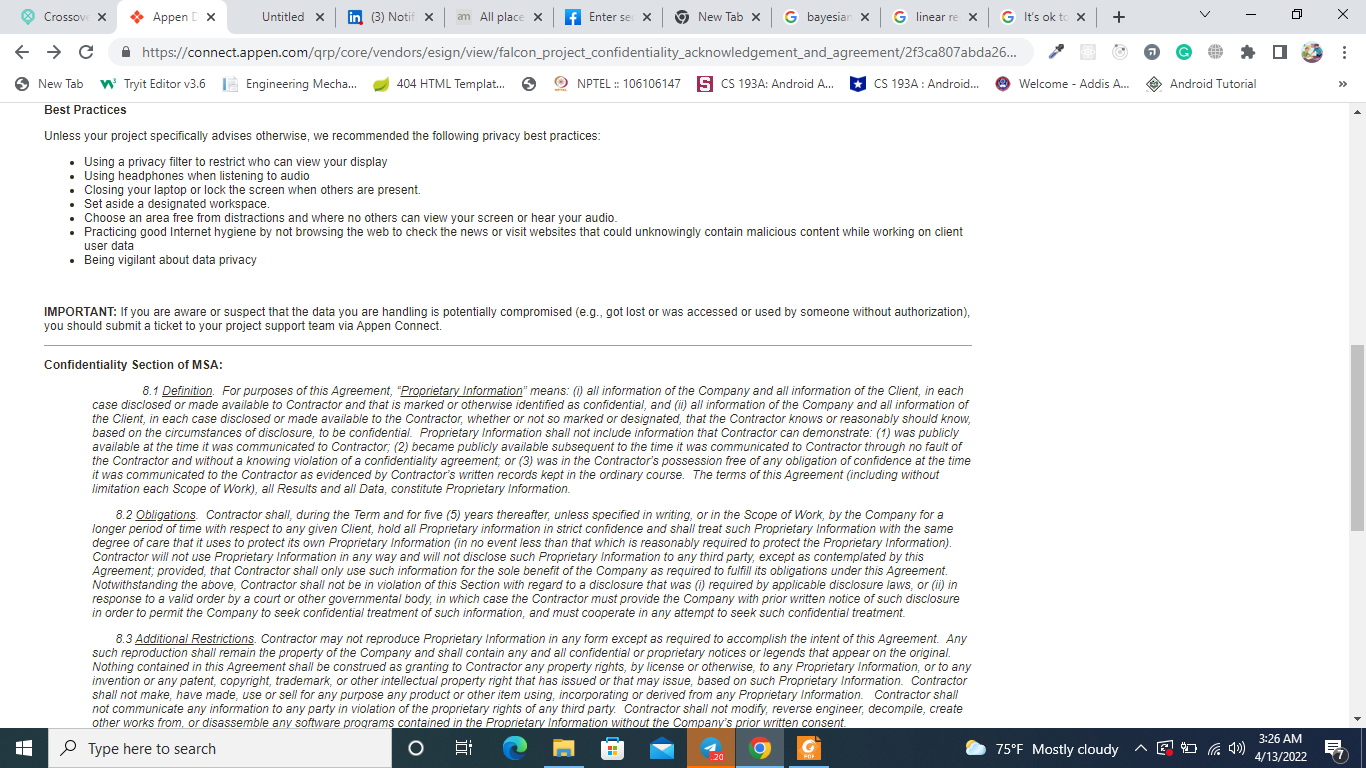 Crossov
Appen D
Untitled
(3) Notif
am All place
Enter sec
New Tab
bayesian
linear re
It's ok to
https://connect.appen.com/qrp/core/vendors/esign/view/falcon_project_confidentiality_acknowledgement_and_agreement/2f3ca807abda26...
New Tab
Tryit Editor v3.6
Engineering Mecha...
404 HTML Templat...
NPTEL :: 106106147
CS 193A: Android A...
CS 193A : Android...
Welcome - Addis A...
Android Tutorial
»
Best Practices
Unless your project specifically advises otherwise, we recommended the following privacy best practices:
• Using a privacy filter to restrict who can view your display
• Using headphones when listening to audio
• Closing your laptop or lock the screen when others are present.
• Set aside a designated workspace.
• Choose an area free from distractions and where no others can view your screen or hear your audio.
• Practicing good Internet hygiene by not browsing the web to check the news or visit websites that could unknowingly contain malicious content while working on client
user data
• Being vigilant about data privacy
IMPORTANT: If you are aware or suspect that the data you are handling is potentially compromised (e.g., got lost or was accessed or used by someone without authorization),
you should submit a ticket to your project support team via Appen Connect.
Confidentiality Section of MSA:
8.1 Definition. For purposes of this Agreement, “Proprietary Information” means: (i) all information of the Company and all information of the Client, in each
case disclosed or made available to Contractor and that is marked or otherwise identified as confidential, and (ii) all information of the Company and all information of
the Client, in each case disclosed or made available to the Contractor, whether or not so marked or designated, that the Contractor knows or reasonably should know,
based on the circumstances of disclosure, to be confidential. Proprietary Information shall not include information that Contractor can demonstrate: (1) was publicly
available at the time it was communicated to Contractor; (2) became publicly available subsequent to the time it was communicated to Contractor through no fault of
the Contractor and without a knowing violation of a confidentiality agreement; or (3) was in the Contractor’s possession free of any obligation of confidence at the time
it was communicated to the Contractor as evidenced by Contractor’s written records kept in the ordinary course. The terms of this Agreement (including without
limitation each Scope of Work), all Results and all Data, constitute Proprietary Information.
8.2 Obligations. Contractor shall, during the Term and for five (5) years thereafter, unless specified in writing, or in the Scope of Work, by the Company for a
longer period of time with respect to any given Client, hold all Proprietary information in strict confidence and shall treat such Proprietary Information with the same
degree of care that it uses to protect its own Proprietary Information (in no event less than that which is reasonably required to protect the Proprietary Information).
Contractor will not use Proprietary Information in any way and will not disclose such Proprietary Information to any third party, except as contemplated by this
Agreement; provided, that Contractor shall only use such information for the sole benefit of the Company as required to fulfill its obligations under this Agreement.
Notwithstanding the above, Contractor shall not be in violation of this Section with regard to a disclosure that was (i) required by applicable disclosure laws, or (ii) in
response to a valid order by a court or other governmental body, in which case the Contractor must provide the Company with prior written notice of such disclosure
in order to permit the Company to seek confidential treatment of such information, and must cooperate in any attempt to seek such confidential treatment.
8.3 Additional Restrictions. Contractor may not reproduce Proprietary Information in any form except as required to accomplish the intent of this Agreement. Any
such reproduction shall remain the property of the Company and shall contain any and all confidential or proprietary notices or legends that appear on the original.
Nothing contained in this Agreement shall be construed as granting to Contractor any property rights, by license or otherwise, to any Proprietary Information, or to any
invention or any patent, copyright, trademark, or other intellectual property right that has issued or that may issue, based on such Proprietary Information. Contractor
shall not make, have made, use or sell for any purpose any product or other item using, incorporating or derived from any Proprietary Information. Contractor shall
not communicate any information to any party in violation of the proprietary rights of any third party. Contractor shall not modify, reverse engineer, decompile, create
other works from, or disassemble any software programs contained in the Proprietary Information without the Company’s prior written consent.
Type here to search
.20
75°F Mostly cloudy
3:26 AM
4/13/2022
7